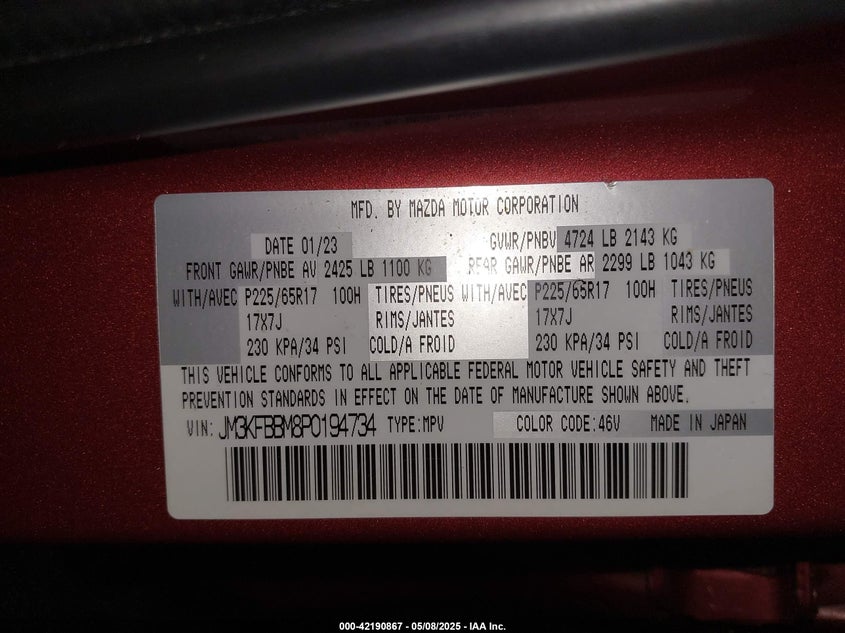 MFD. BY MAZDA MOTOR CORPORATION
DATE 01/23 GVWR/PNBV 4724 LB 2143 KG
FRONT GAWR/PNBE AV 2425 LB 1100 KG REAR GAWR/PNBE AR 2299 LB 1043 KG
WITH/AVEC P225/65R17 100H TIRES/PNEUS WITH/AVEC P225/65R17 100H TIRES/PNEUS
17X7J RIMS/JANTES 17X7J RIMS/JANTES
230 KPA/34 PSI COLD/A FROID 230 KPA/34 PSI COLD/A FROID
THIS VEHICLE CONFORMS TO ALL APPLICABLE FEDERAL MOTOR VEHICLE SAFETY AND THEFT
PREVENTION STANDARDS IN EFFECT ON THE DATE OF MANUFACTURE SHOWN ABOVE.
VIN: JM3KFBBM8P0194734 TYPE:MPV COLOR CODE:46V MADE IN JAPAN
000-42190867 - 05/08/2025 - IAA Inc.